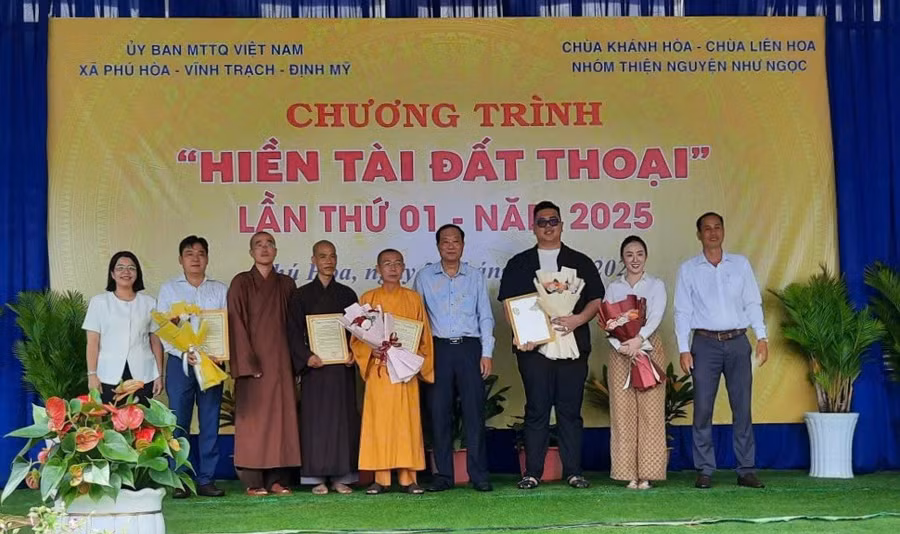 ỦY BAN MTTQ VIỆT NAM
XÃ PHÚ HÒA - VĨNH TRẠCH - ĐỊNH MỸ
CHÙA KHÁNH HÒA - CHÙA LIÊN HOA
NHÓM THIỆN NGUYỆN NHƯ NGỌC
CHƯƠNG TRÌNH
“HIỀN TÀI ĐẤT THOẠI”
LẦN THỨ 01 - NĂM 2025
Hòa,